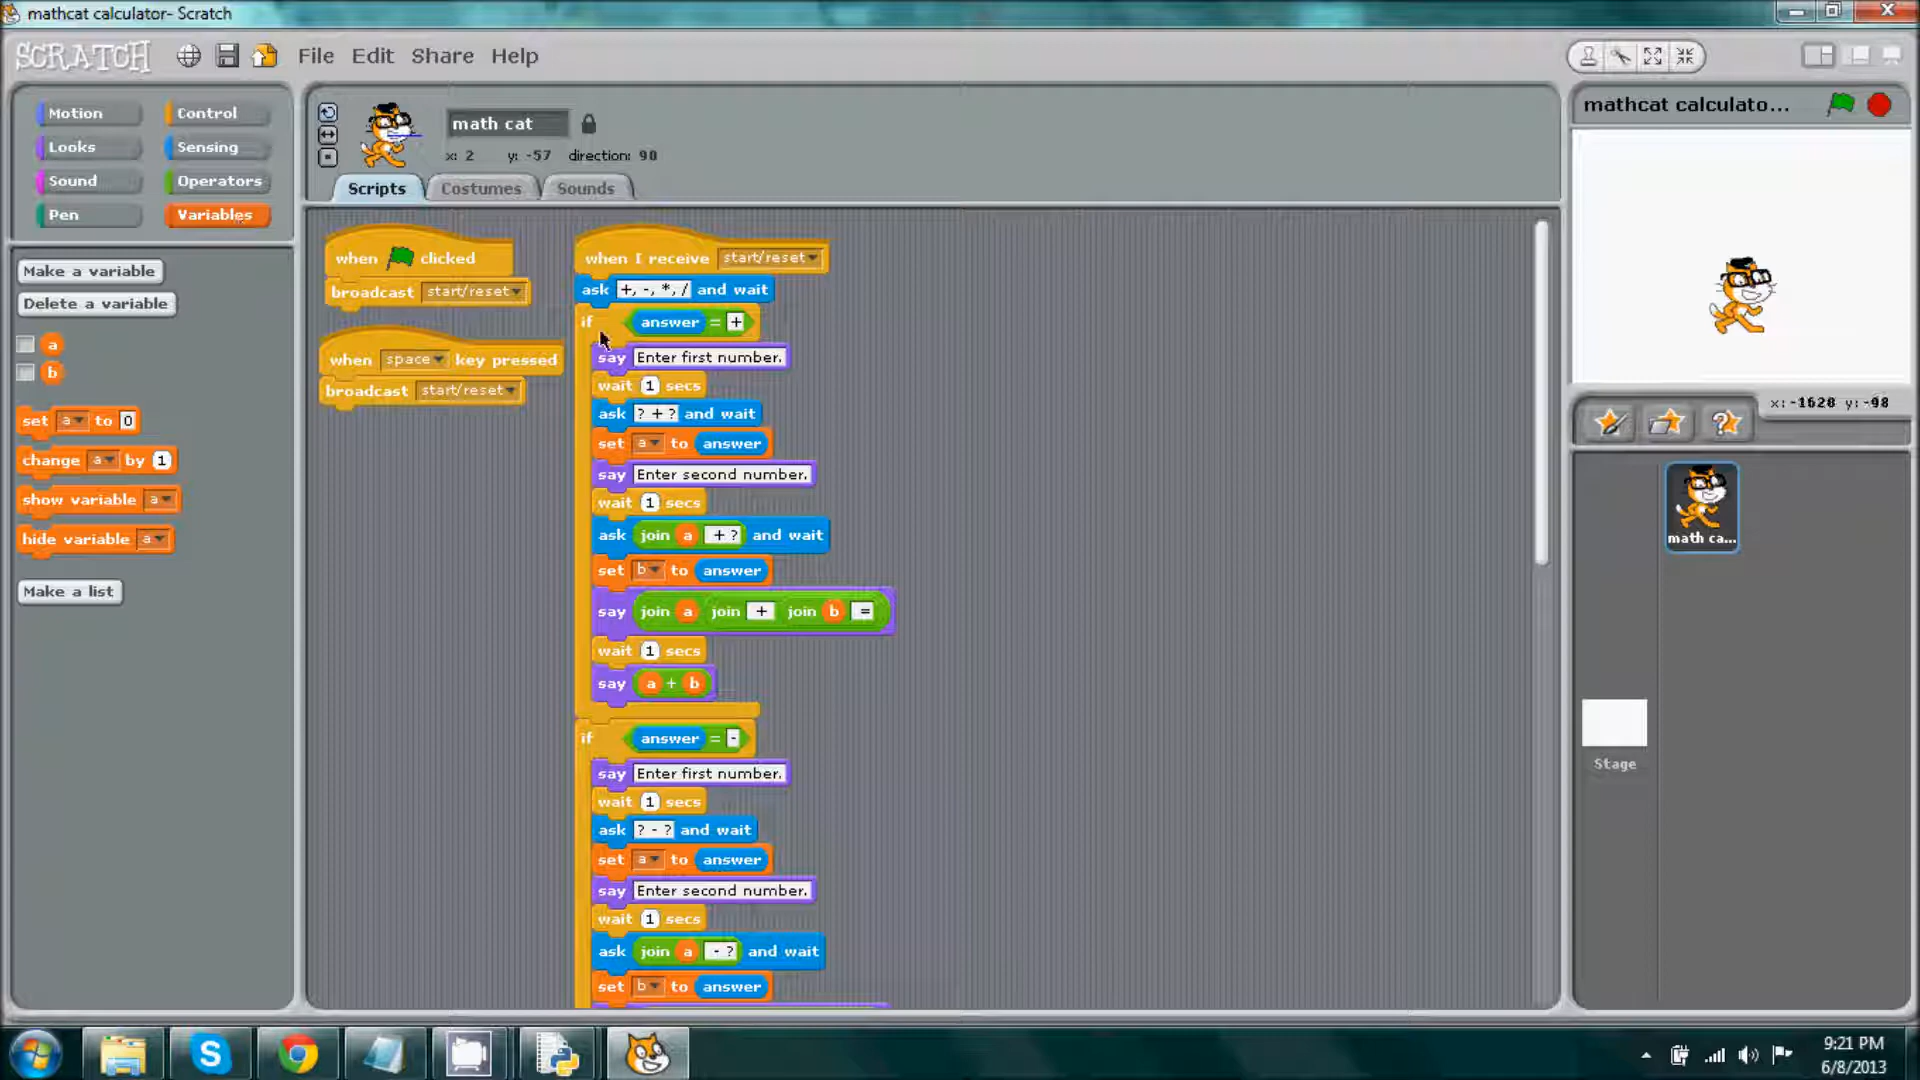 mathcat calculator- Scratch
SCRATCH File Edit Share Help
Motion Control
Looks Sensing
Sound Operators
Pen Variables
Make a variable
Delete a variable
a
b
set a to 0
change a by 1
show variable a
hide variable a
Make a list
math cat
x: 2 y: -57 direction: 90
Scripts Costumes Sounds
when clicked
broadcast start/reset
when space key pressed
broadcast start/reset
when I receive start/reset
ask +, -, *, / and wait
if answer = +
say Enter first number.
wait 1 secs
ask ? + ? and wait
set a to answer
say Enter second number.
wait 1 secs
ask join a + ? and wait
set b to answer
say join a join + join b =
wait 1 secs
say a + b
if answer = -
say Enter first number.
wait 1 secs
ask ? - ? and wait
set a to answer
say Enter second number.
wait 1 secs
ask join a - ? and wait
set b to answer
mathcat calculato...
x: -1628 y: -98
math ca...
Stage
9:21 PM
6/8/2013